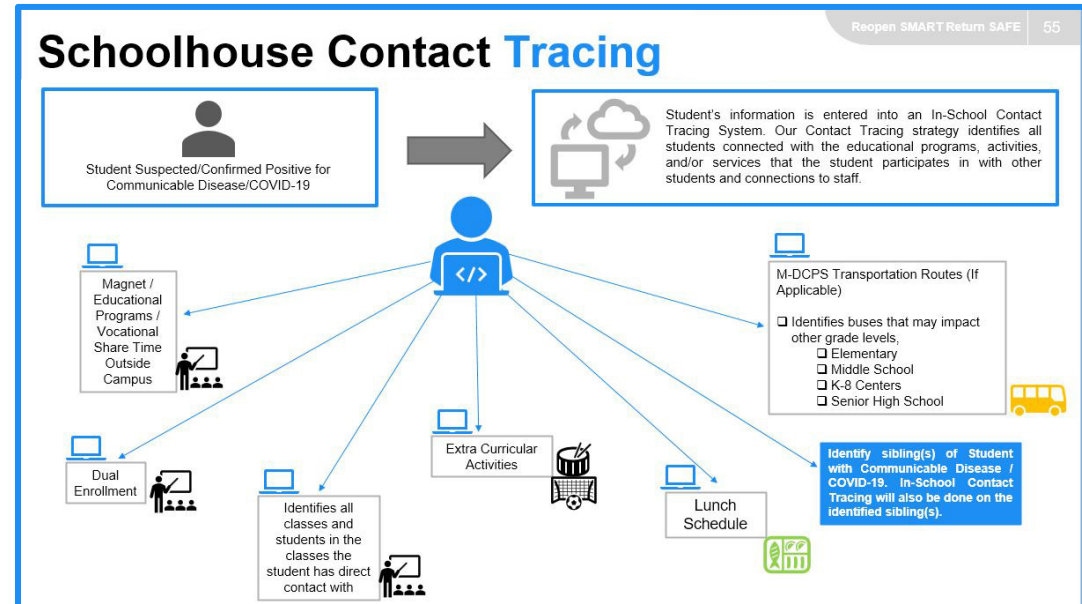 Reopen SMART Return SAFE 55
Schoolhouse Contact Tracing
Student Suspected/Confirmed Positive for
Communicable Disease/COVID-19
Student's information is entered into an In-School Contact
Tracing System. Our Contact Tracing strategy identifies all
students connected with the educational programs, activities,
and/or services that the student participates in with other
students and connections to staff.
</>
Magnet /
Educational
Programs /
Vocational
Share Time
Outside
Campus
M-DCPS Transportation Routes (If
Applicable)
❑ Identifies buses that may impact
other grade levels,
❑ Elementary
❑ Middle School
❑ K-8 Centers
❑ Senior High School
Dual
Enrollment
Identifies all
classes and
students in the
classes the
student has direct
contact with
Extra Curricular
Activities
Lunch
Schedule
Identify sibling(s) of Student
with Communicable Disease /
COVID-19. In-School Contact
Tracing will also be done on the
identified sibling(s).